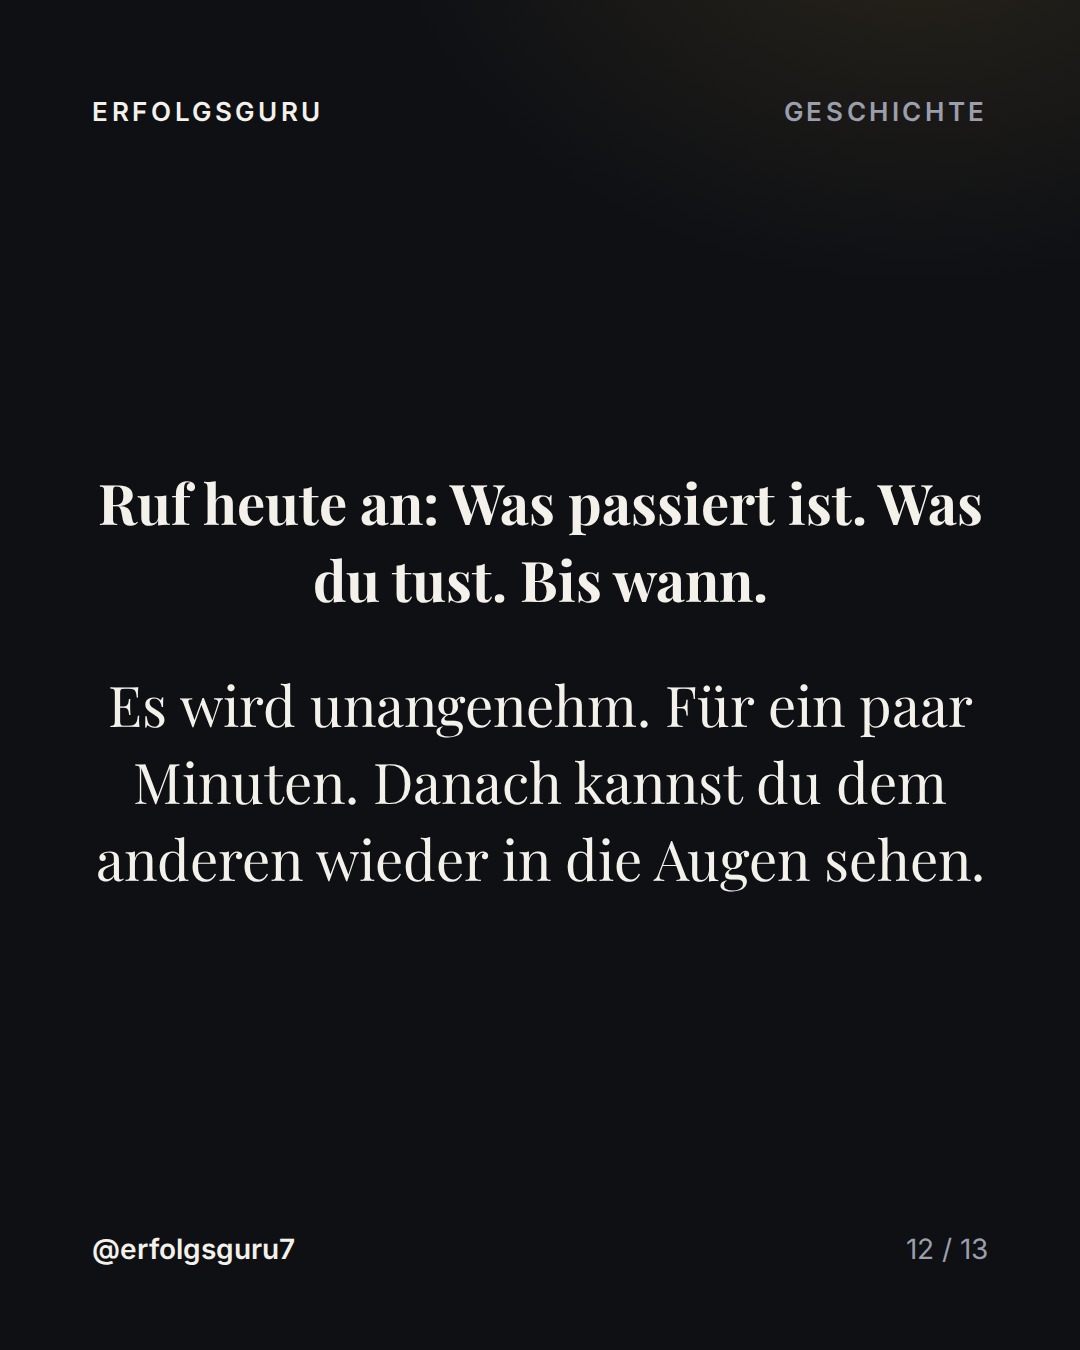 ERFOLGSGURU
GESCHICHTE
Ruf heute an: Was passiert ist. Was
du tust. Bis wann.
Es wird unangenehm. Für ein paar
Minuten. Danach kannst du dem
anderen wieder in die Augen sehen.
@erfolgsguru7
12 / 13